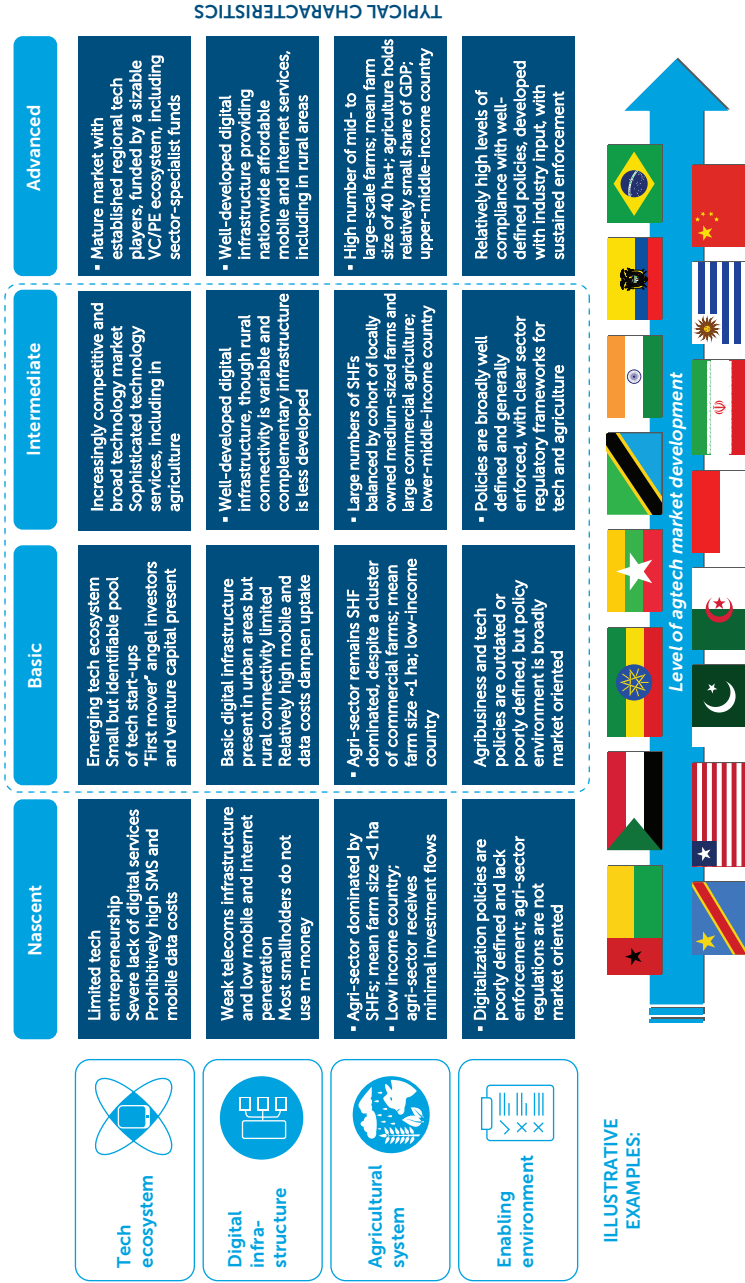 Nascent
Basic
Intermediate
Advanced
Tech
ecosystem
Limited tech
entrepreneurship
Severe lack of digital services
Prohibitively high SMS and
mobile data costs
Emerging tech ecosystem
Small but identifiable pool
of tech start-ups
"First mover" angel investors
and venture capital present
Increasingly competitive and
broad technology market
Sophisticated technology
services, including in
agriculture
▪ Mature market with
established regional tech
players, funded by a sizable
VC/PE ecosystem, including
sector-specialist funds
Digital
infra-
structure
Weak telecoms infrastructure
and low mobile and internet
penetration
Most smallholders do not
use m-money
Basic digital infrastructure
present in urban areas but
rural connectivity limited
Relatively high mobile and
data costs dampen uptake
▪ Well-developed digital
infrastructure, though rural
connectivity is variable and
complementary infrastructure
is less developed
▪ Well-developed digital
infrastructure providing
nationwide affordable
mobile and internet services,
including in rural areas
Agricultural
system
▪ Agri-sector dominated by
SHFs; mean farm size <1 ha
▪ Low income country;
agri-sector receives
minimal investment flows
▪ Agri-sector remains SHF
dominated, despite a cluster
of commercial farms; mean
farm size ~1 ha; low-income
country
▪ Large numbers of SHFs
balanced by cohort of locally
owned medium-sized farms and
large commercial agriculture;
lower-middle-income country
▪ High number of mid- to
large-scale farms; mean farm
size of 40 ha+; agriculture holds
relatively small share of GDP;
upper-middle-income country
Enabling
environment
▪ Digitalization policies are
poorly defined and lack
enforcement; agri-sector
regulations are not
market oriented
Agribusiness and tech
policies are outdated or
poorly defined, but policy
environment is broadly
market oriented
▪ Policies are broadly well
defined and generally
enforced, with clear sector
regulatory frameworks for
tech and agriculture
Relatively high levels of
compliance with well-
defined policies, developed
with industry input, with
sustained enforcement
TYPICAL CHARACTERISTICS
ILLUSTRATIVE
EXAMPLES:
Level of agtech market development